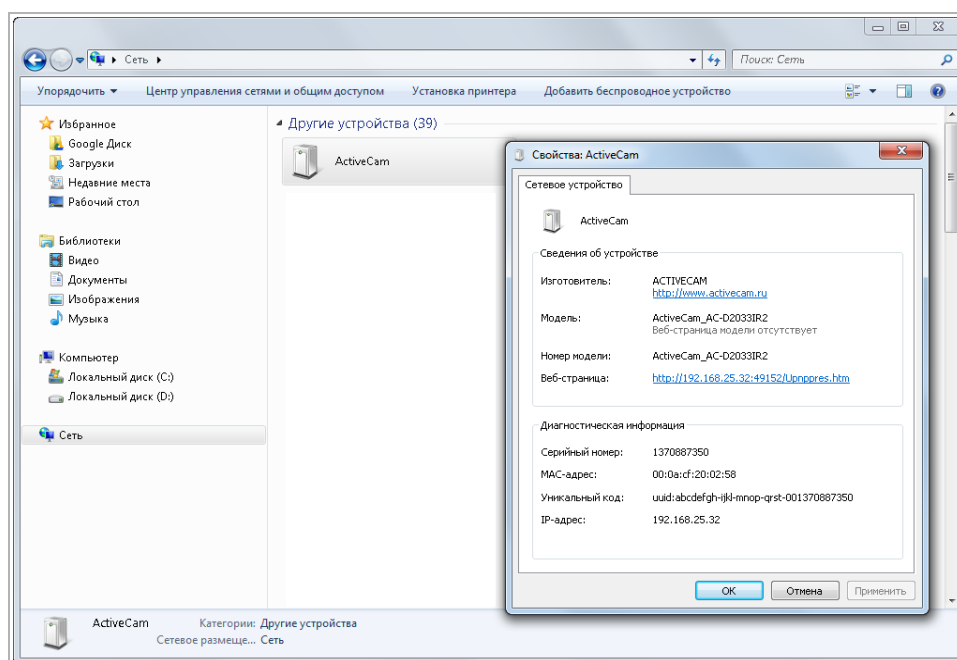 Сеть
Поиск: Сеть
Упорядочить
Центр управления сетями и общим доступом
Установка принтера
Добавить беспроводное устройство
Избранное
Google Диск
Загрузки
Недавние места
Рабочий стол
Библиотеки
Видео
Документы
Изображения
Музыка
Компьютер
Локальный диск (C:)
Локальный диск (D:)
Сеть
Другие устройства (39)
ActiveCam
Свойства: ActiveCam
Сетевое устройство
ActiveCam
Сведения об устройстве
Изготовитель: ACTIVECAM
http://www.activecam.ru
Модель: ActiveCam_AC-D2033IR2
Веб-страница модели отсутствует
Номер модели: ActiveCam_AC-D2033IR2
Веб-страница: http://192.168.25.32:49152/Upnppres.htm
Диагностическая информация
Серийный номер: 1370887350
MAC-адрес: 00:0a:cf:20:02:58
Уникальный код: uuid:abcdefgh-ijkl-mnop-qrst-001370887350
IP-адрес: 192.168.25.32
OK
Отмена
Применить
ActiveCam Категории: Другие устройства
Сетевое размеще... Сеть